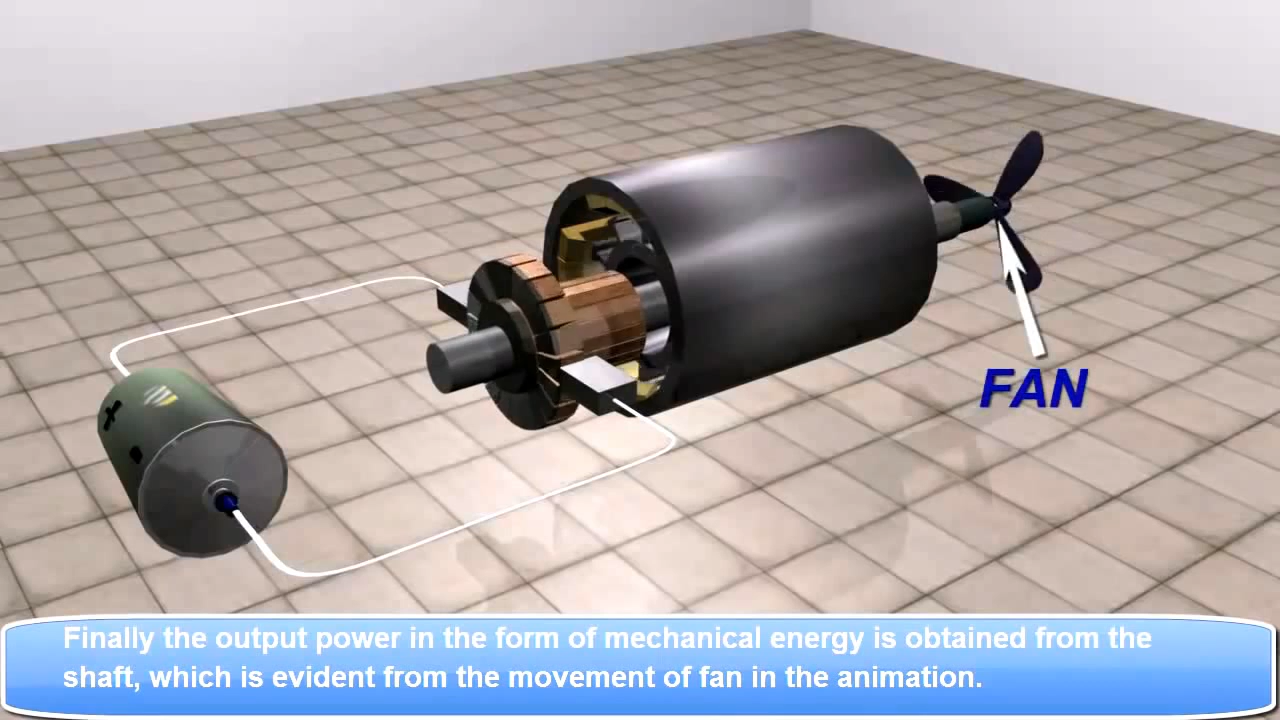 FAN
Finally the output power in the form of mechanical energy is obtained from the
shaft, which is evident from the movement of fan in the animation.